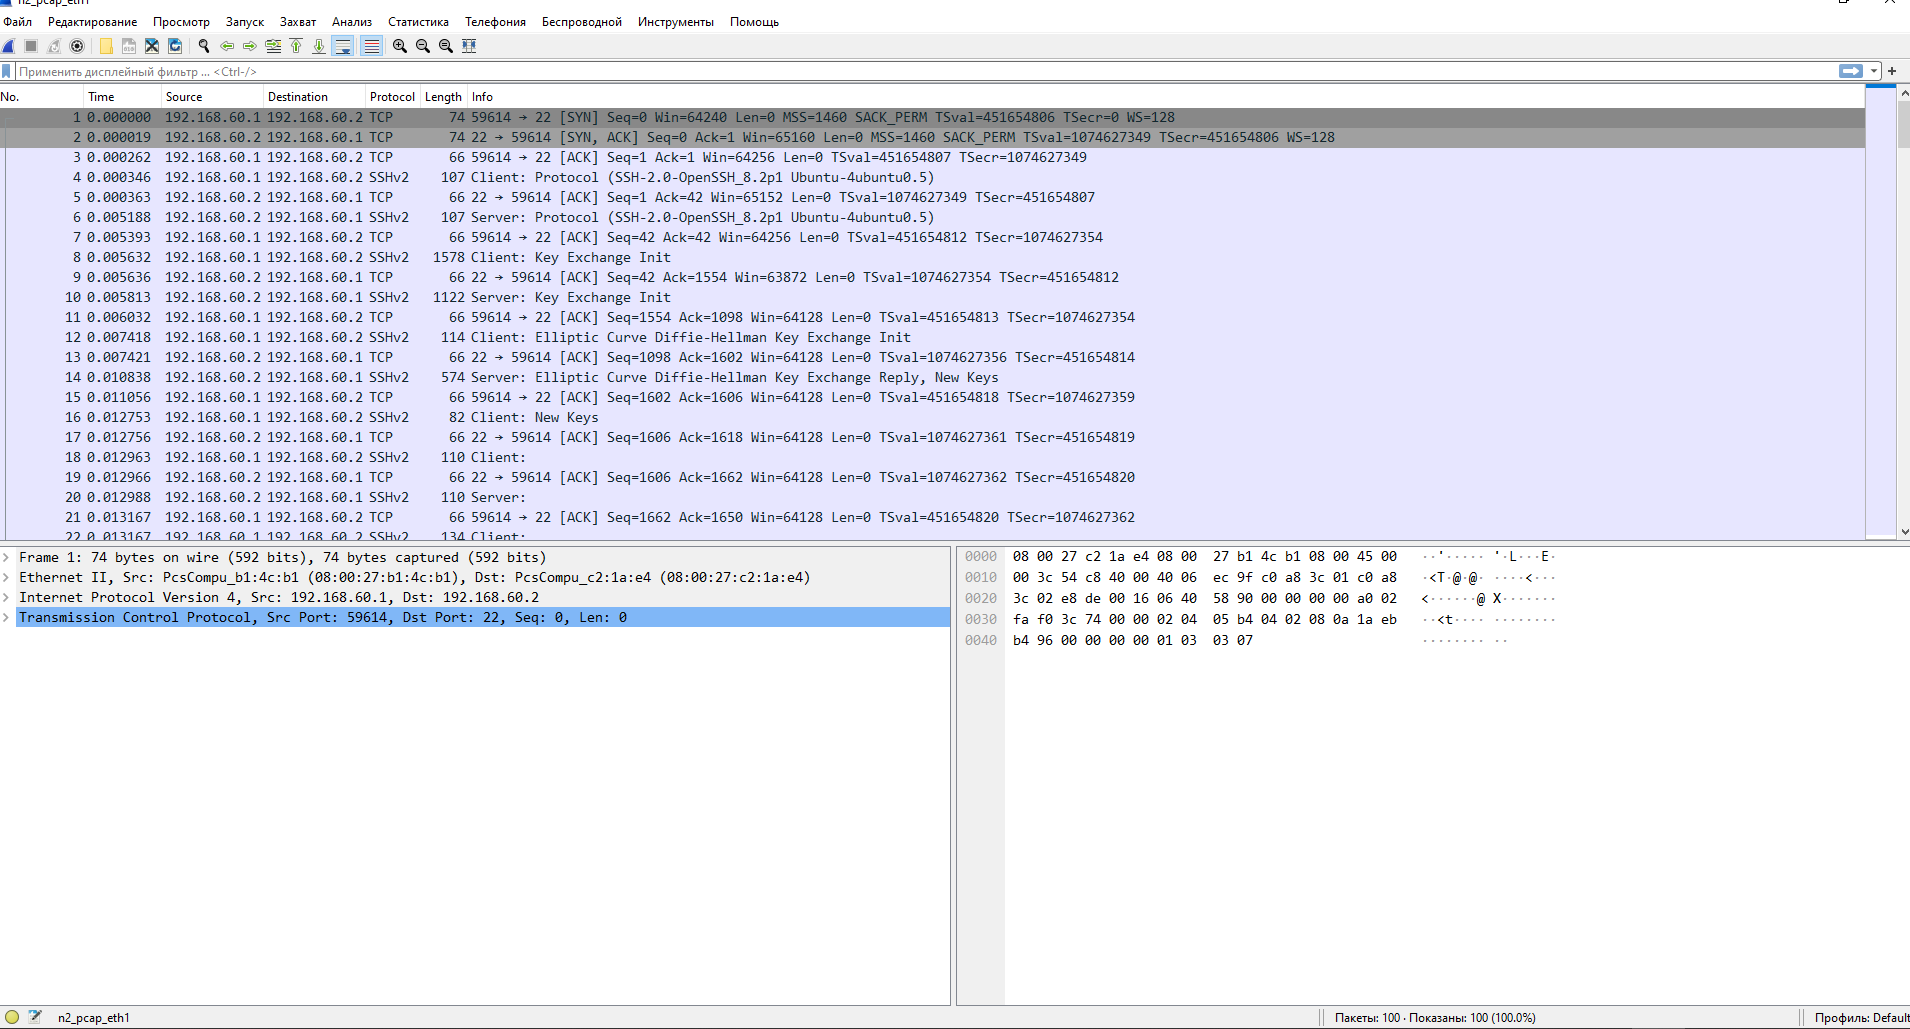 n2_pcap_eth1
Файл Редактирование Просмотр Запуск Захват Анализ Статистика Телефония Беспроводной Инструменты Помощь
Применить дисплейный фильтр ... <Ctrl-/>
No. Time Source Destination Protocol Length Info
1 0.000000 192.168.60.1 192.168.60.2 TCP 74 59614 → 22 [SYN] Seq=0 Win=64240 Len=0 MSS=1460 SACK_PERM TSval=451654806 TSecr=0 WS=128
2 0.000019 192.168.60.2 192.168.60.1 TCP 74 22 → 59614 [SYN, ACK] Seq=0 Ack=1 Win=65160 Len=0 MSS=1460 SACK_PERM TSval=1074627349 TSecr=451654806 WS=128
3 0.000262 192.168.60.1 192.168.60.2 TCP 66 59614 → 22 [ACK] Seq=1 Ack=1 Win=64256 Len=0 TSval=451654807 TSecr=1074627349
4 0.000346 192.168.60.1 192.168.60.2 SSHv2 107 Client: Protocol (SSH-2.0-OpenSSH_8.2p1 Ubuntu-4ubuntu0.5)
5 0.000363 192.168.60.2 192.168.60.1 TCP 66 22 → 59614 [ACK] Seq=1 Ack=42 Win=65152 Len=0 TSval=1074627349 TSecr=451654807
6 0.005188 192.168.60.2 192.168.60.1 SSHv2 107 Server: Protocol (SSH-2.0-OpenSSH_8.2p1 Ubuntu-4ubuntu0.5)
7 0.005393 192.168.60.1 192.168.60.2 TCP 66 59614 → 22 [ACK] Seq=42 Ack=42 Win=64256 Len=0 TSval=451654812 TSecr=1074627354
8 0.005632 192.168.60.1 192.168.60.2 SSHv2 1578 Client: Key Exchange Init
9 0.005636 192.168.60.2 192.168.60.1 TCP 66 22 → 59614 [ACK] Seq=42 Ack=1554 Win=63872 Len=0 TSval=1074627354 TSecr=451654812
10 0.005813 192.168.60.2 192.168.60.1 SSHv2 1122 Server: Key Exchange Init
11 0.006032 192.168.60.1 192.168.60.2 TCP 66 59614 → 22 [ACK] Seq=1554 Ack=1098 Win=64128 Len=0 TSval=451654813 TSecr=1074627354
12 0.007418 192.168.60.1 192.168.60.2 SSHv2 114 Client: Elliptic Curve Diffie-Hellman Key Exchange Init
13 0.007421 192.168.60.2 192.168.60.1 TCP 66 22 → 59614 [ACK] Seq=1098 Ack=1602 Win=64128 Len=0 TSval=1074627356 TSecr=451654814
14 0.010838 192.168.60.2 192.168.60.1 SSHv2 574 Server: Elliptic Curve Diffie-Hellman Key Exchange Reply, New Keys
15 0.011056 192.168.60.1 192.168.60.2 TCP 66 59614 → 22 [ACK] Seq=1602 Ack=1606 Win=64128 Len=0 TSval=451654818 TSecr=1074627359
16 0.012753 192.168.60.1 192.168.60.2 SSHv2 82 Client: New Keys
17 0.012756 192.168.60.2 192.168.60.1 TCP 66 22 → 59614 [ACK] Seq=1606 Ack=1618 Win=64128 Len=0 TSval=1074627361 TSecr=451654819
18 0.012963 192.168.60.1 192.168.60.2 SSHv2 110 Client:
19 0.012966 192.168.60.2 192.168.60.1 TCP 66 22 → 59614 [ACK] Seq=1606 Ack=1662 Win=64128 Len=0 TSval=1074627362 TSecr=451654820
20 0.012988 192.168.60.2 192.168.60.1 SSHv2 110 Server:
21 0.013167 192.168.60.1 192.168.60.2 TCP 66 59614 → 22 [ACK] Seq=1662 Ack=1650 Win=64128 Len=0 TSval=451654820 TSecr=1074627362
22 0.013167 192.168.60.1 192.168.60.2 SSHv2 134 Client:
Frame 1: 74 bytes on wire (592 bits), 74 bytes captured (592 bits)
Ethernet II, Src: PcsCompu_b1:4c:b1 (08:00:27:b1:4c:b1), Dst: PcsCompu_c2:1a:e4 (08:00:27:c2:1a:e4)
Internet Protocol Version 4, Src: 192.168.60.1, Dst: 192.168.60.2
Transmission Control Protocol, Src Port: 59614, Dst Port: 22, Seq: 0, Len: 0
0000 08 00 27 c2 1a e4 08 00 27 b1 4c b1 08 00 45 00 ··'····· '·L···E·
0010 00 3c 54 c8 40 00 40 06 ec 9f c0 a8 3c 01 c0 a8 ·<T·@·@· ····<···
0020 3c 02 e8 de 00 16 06 40 58 90 00 00 00 00 a0 02 <······@ X·······
0030 fa f0 3c 74 00 00 02 04 05 b4 04 02 08 0a 1a eb ··<t···· ········
0040 b4 96 00 00 00 00 01 03 03 07 ········ ··
n2_pcap_eth1
Пакеты: 100 · Показаны: 100 (100.0%)
Профиль: Default